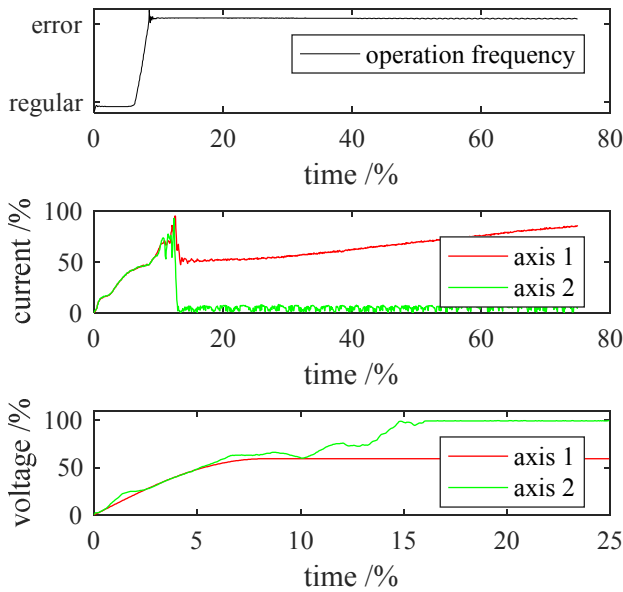 error
regular
operation frequency
0 20 40 60 80
time /%
current /%
100
50
0
axis 1
axis 2
0 20 40 60 80
time /%
voltage /%
100
50
0
axis 1
axis 2
0 5 10 15 20 25
time /%